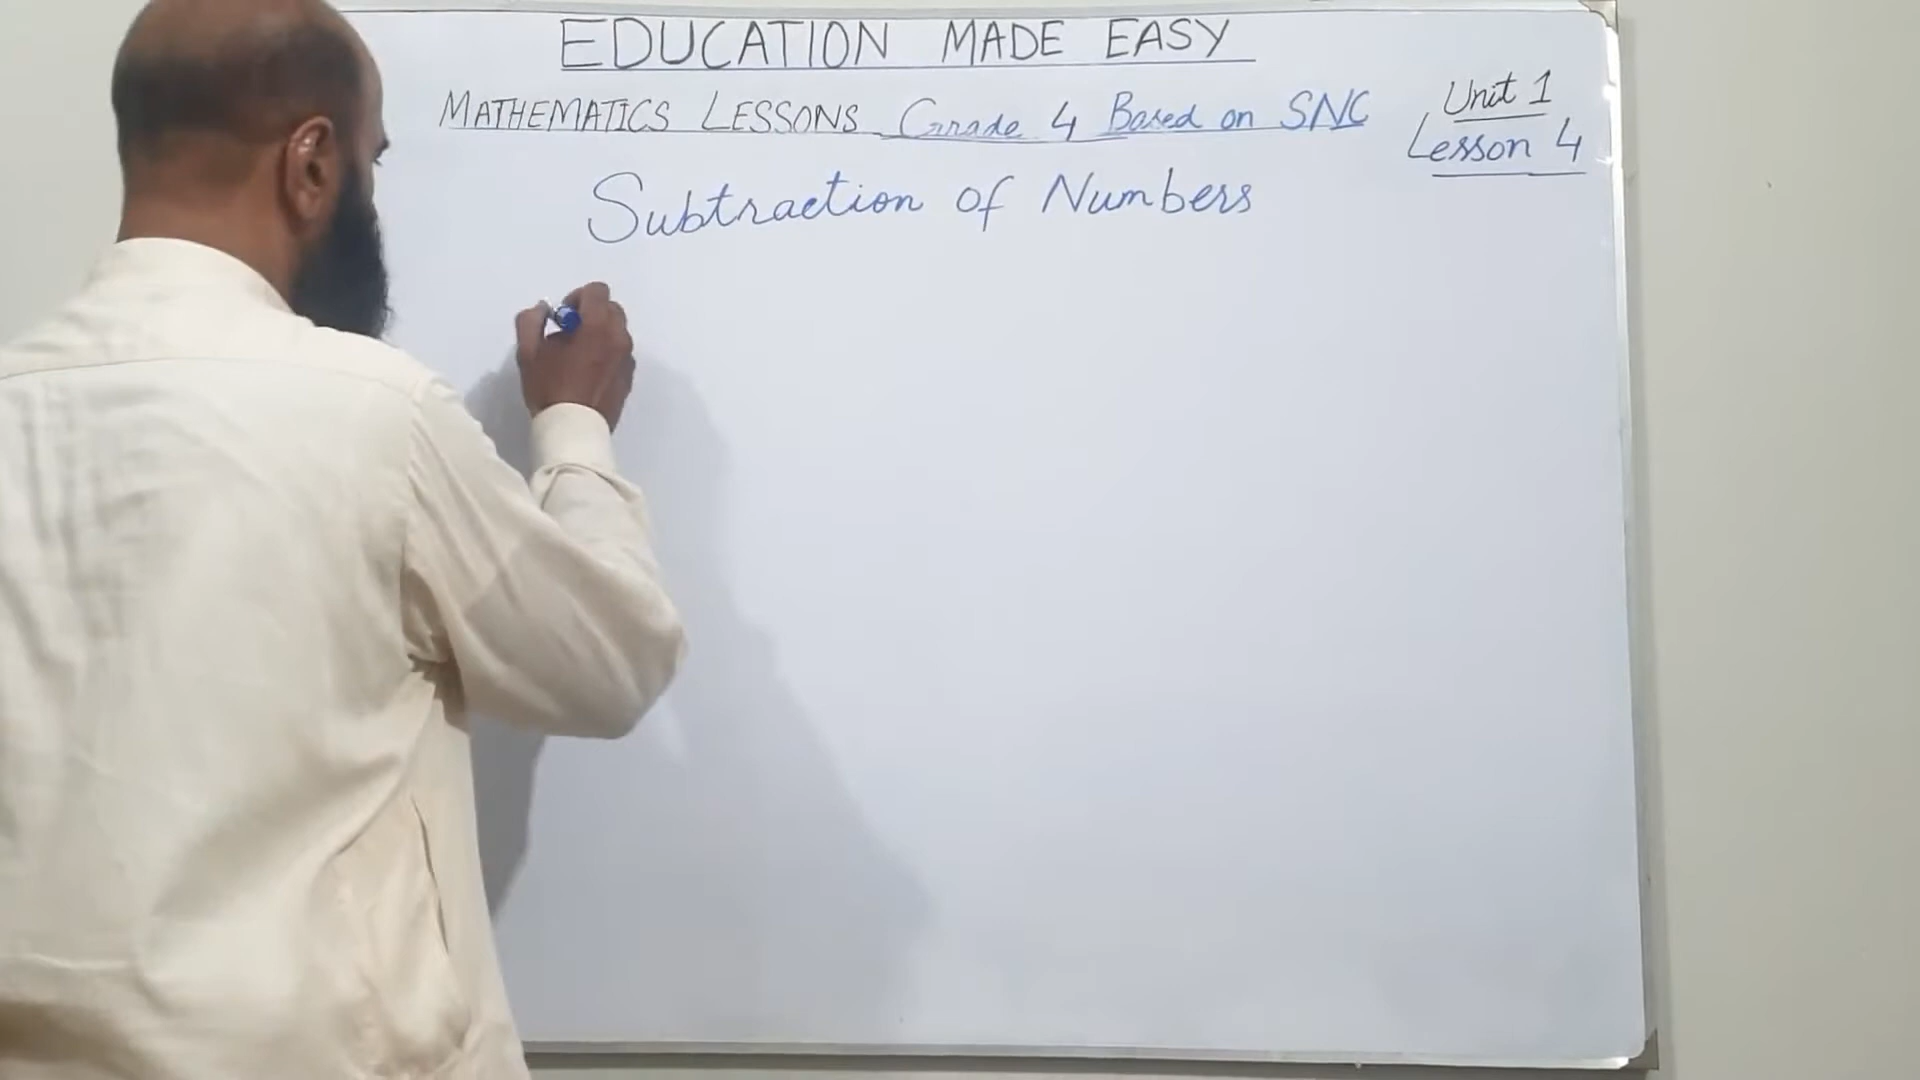 EDUCATION MADE EASY
MATHEMATICS LESSONS Grade 4 Based on SNC
Unit 1
Lesson 4
Subtraction of Numbers